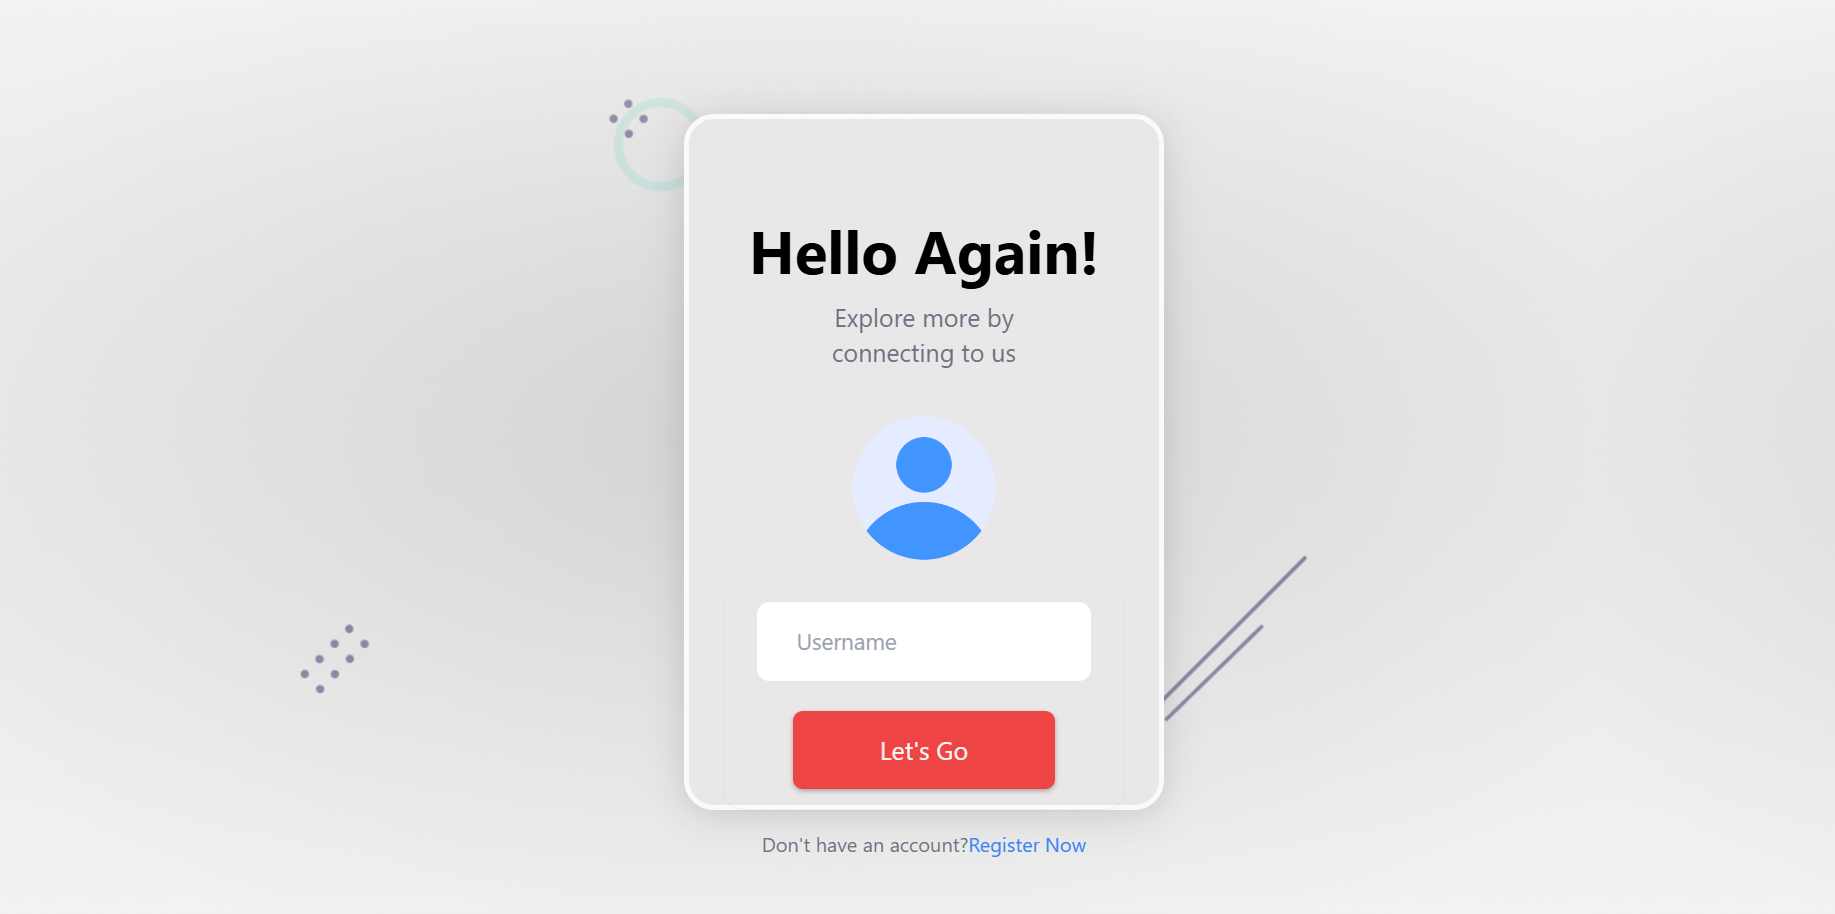 Hello Again!
Explore more by
connecting to us
Username
Let's Go
Don't have an account?Register Now